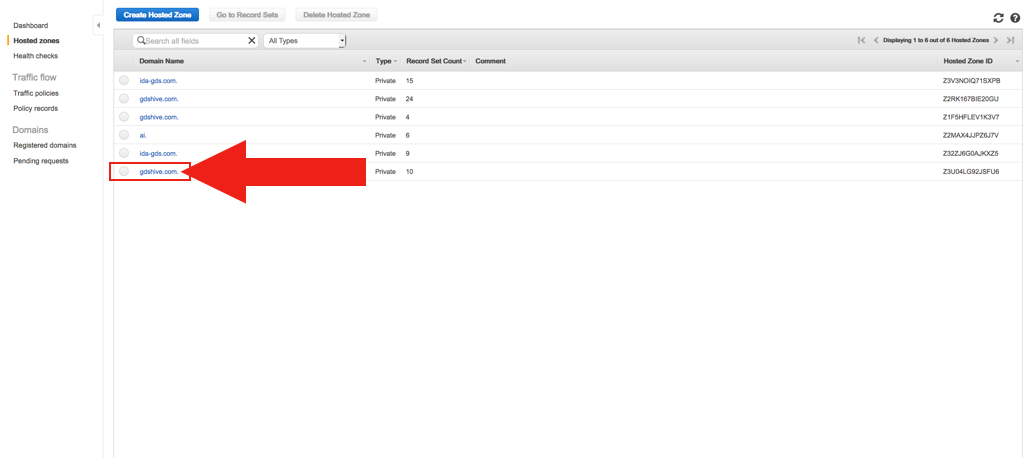 Dashboard
Hosted zones
Health checks
Traffic flow
Traffic policies
Policy records
Domains
Registered domains
Pending requests
Create Hosted Zone Go to Record Sets Delete Hosted Zone
Search all fields All Types Displaying 1 to 6 out of 6 Hosted Zones
Domain Name Type Record Set Count Comment Hosted Zone ID
ida-gds.com. Private 15 Z3V3NOIQ71SXPB
gdshive.com. Private 24 Z2RK167BIE20GU
gdshive.com. Private 4 Z1F5HFLEV1K3V7
ai. Private 6 Z2MAX4JJPZ6J7V
ida-gds.com. Private 9 Z32ZJ6G0AJKXZ5
gdshive.com. Private 10 Z3U04LG92JSFU6